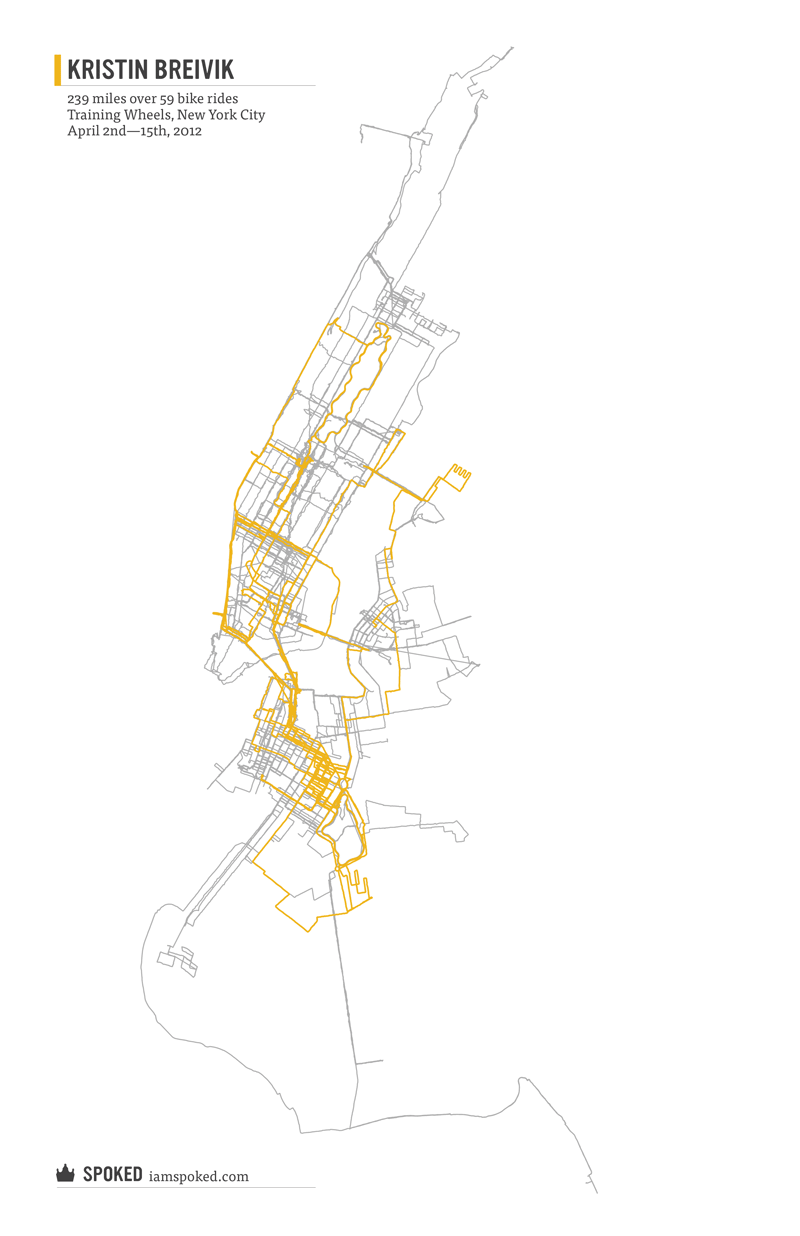 KRISTIN BREIVIK
239 miles over 59 bike rides
Training Wheels, New York City
April 2nd—15th, 2012
SPOKED iamspoked.com